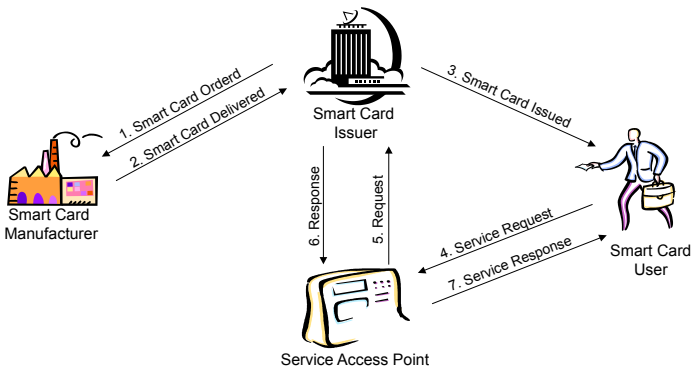 1. Smart Card Orderd
2. Smart Card Delivered
Smart Card
Issuer
3. Smart Card Issued
Smart Card
Manufacturer
6. Response
5. Request
4. Service Request
7. Service Response
Smart Card
User
Service Access Point